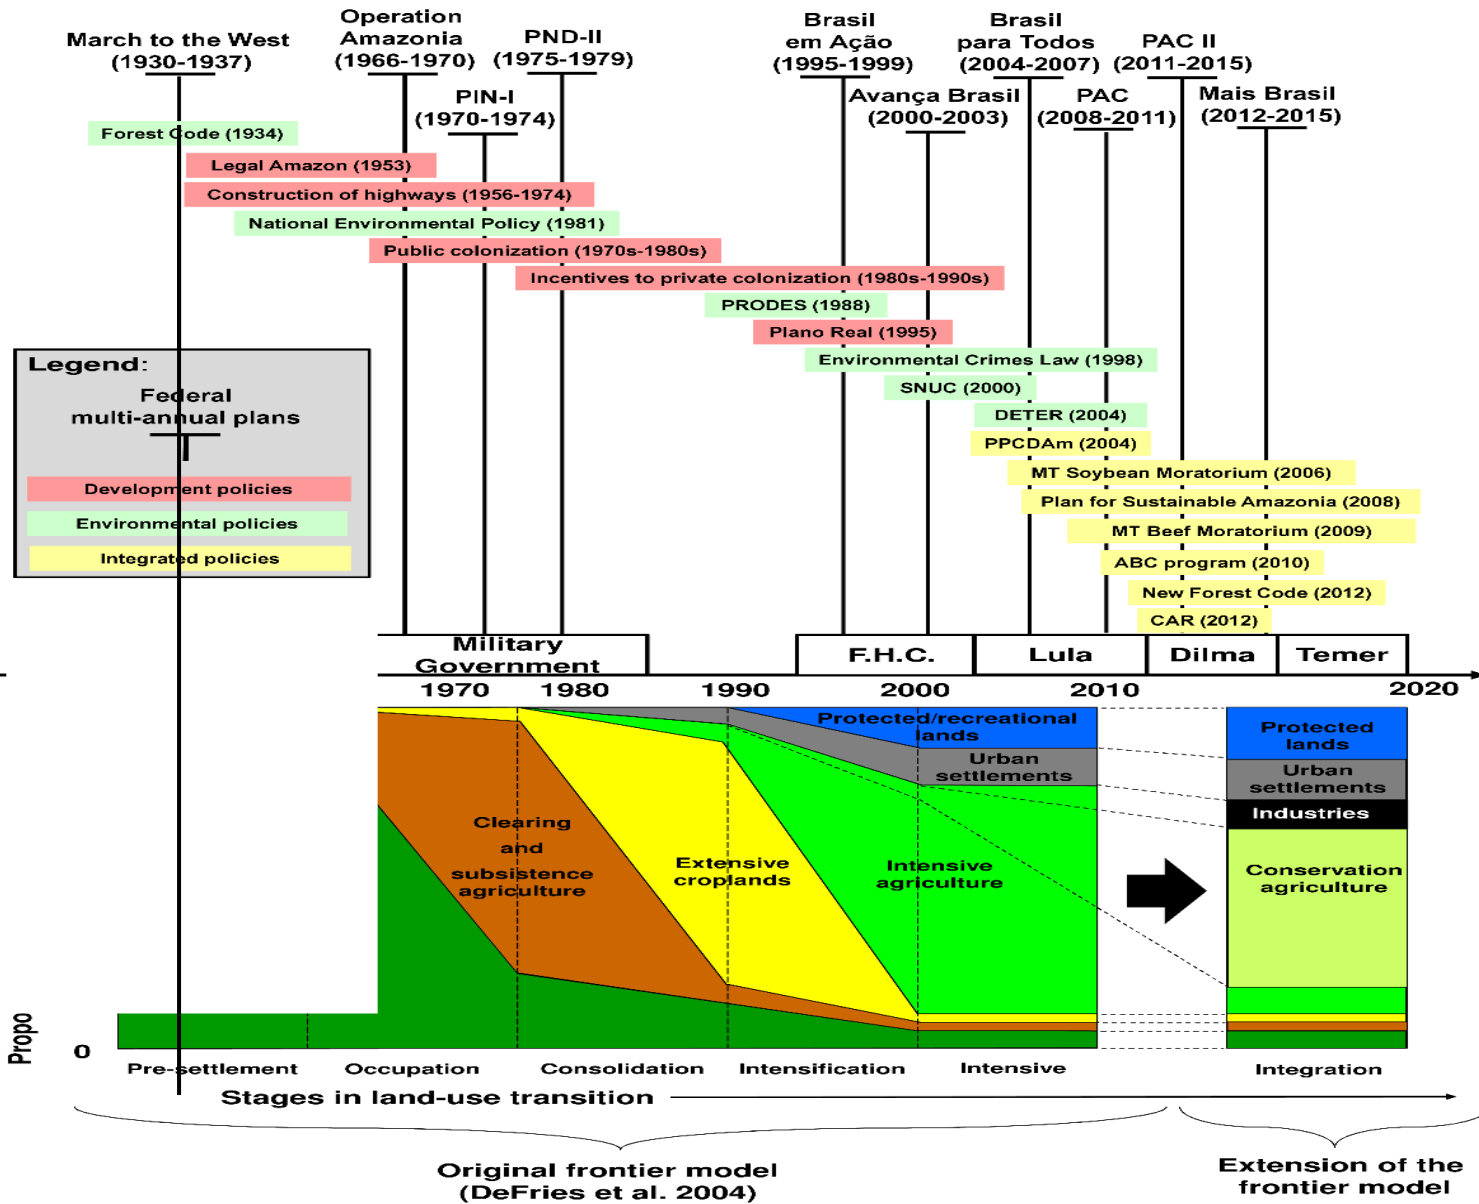 March to the West
(1930-1937)
Operation
Amazonia
(1966-1970)
PND-II
(1975-1979)
PIN-I
(1970-1974)
Brasil
em Ação
(1995-1999)
Avança Brasil
(2000-2003)
Brasil
para Todos
(2004-2007)
PAC
(2008-2011)
PAC II
(2011-2015)
Mais Brasil
(2012-2015)
Forest Code (1934)
Legal Amazon (1953)
Construction of highways (1956-1974)
National Environmental Policy (1981)
Public colonization (1970s-1980s)
Incentives to private colonization (1980s-1990s)
PRODES (1988)
Plano Real (1995)
Environmental Crimes Law (1998)
SNUC (2000)
DETER (2004)
PPCDAm (2004)
MT Soybean Moratorium (2006)
Plan for Sustainable Amazonia (2008)
MT Beef Moratorium (2009)
ABC program (2010)
New Forest Code (2012)
CAR (2012)
Legend:
Federal
multi-annual plans
Development policies
Environmental policies
Integrated policies
Military
Government
F.H.C.
Lula
Dilma
Temer
1970
1980
1990
2000
2010
2020
Protected/recreational
lands
Urban
settlements
Clearing
and
subsistence
agriculture
Extensive
croplands
Intensive
agriculture
Protected
lands
Urban
settlements
Industries
Conservation
agriculture
Propo
0
Pre-settlement
Occupation
Consolidation
Intensification
Intensive
Integration
Stages in land-use transition
Original frontier model
(DeFries et al. 2004)
Extension of the
frontier model